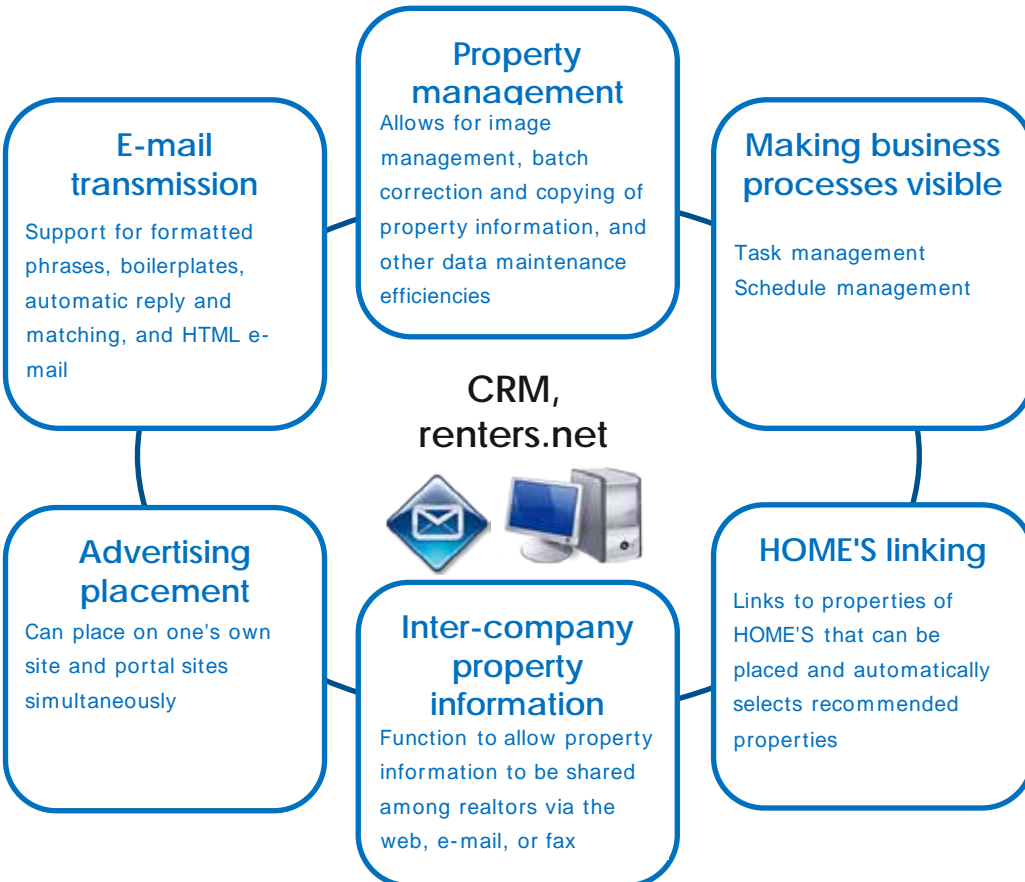 Property
management
Allows for image
management, batch
correction and copying of
property information, and
other data maintenance
efficiencies
E-mail
transmission
Support for formatted
phrases, boilerplates,
automatic reply and
matching, and HTML e-
mail
Making business
processes visible
Task management
Schedule management
CRM,
renters.net
Advertising
placement
Can place on one's own
site and portal sites
simultaneously
Inter-company
property
information
Function to allow property
information to be shared
among realtors via the
web, e-mail, or fax
HOME'S linking
Links to properties of
HOME'S that can be
placed and automatically
selects recommended
properties